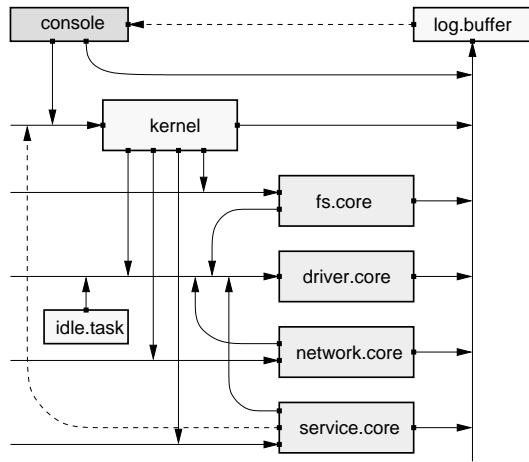 console
log.buffer
kernel
fs.core
driver.core
idle.task
network.core
service.core